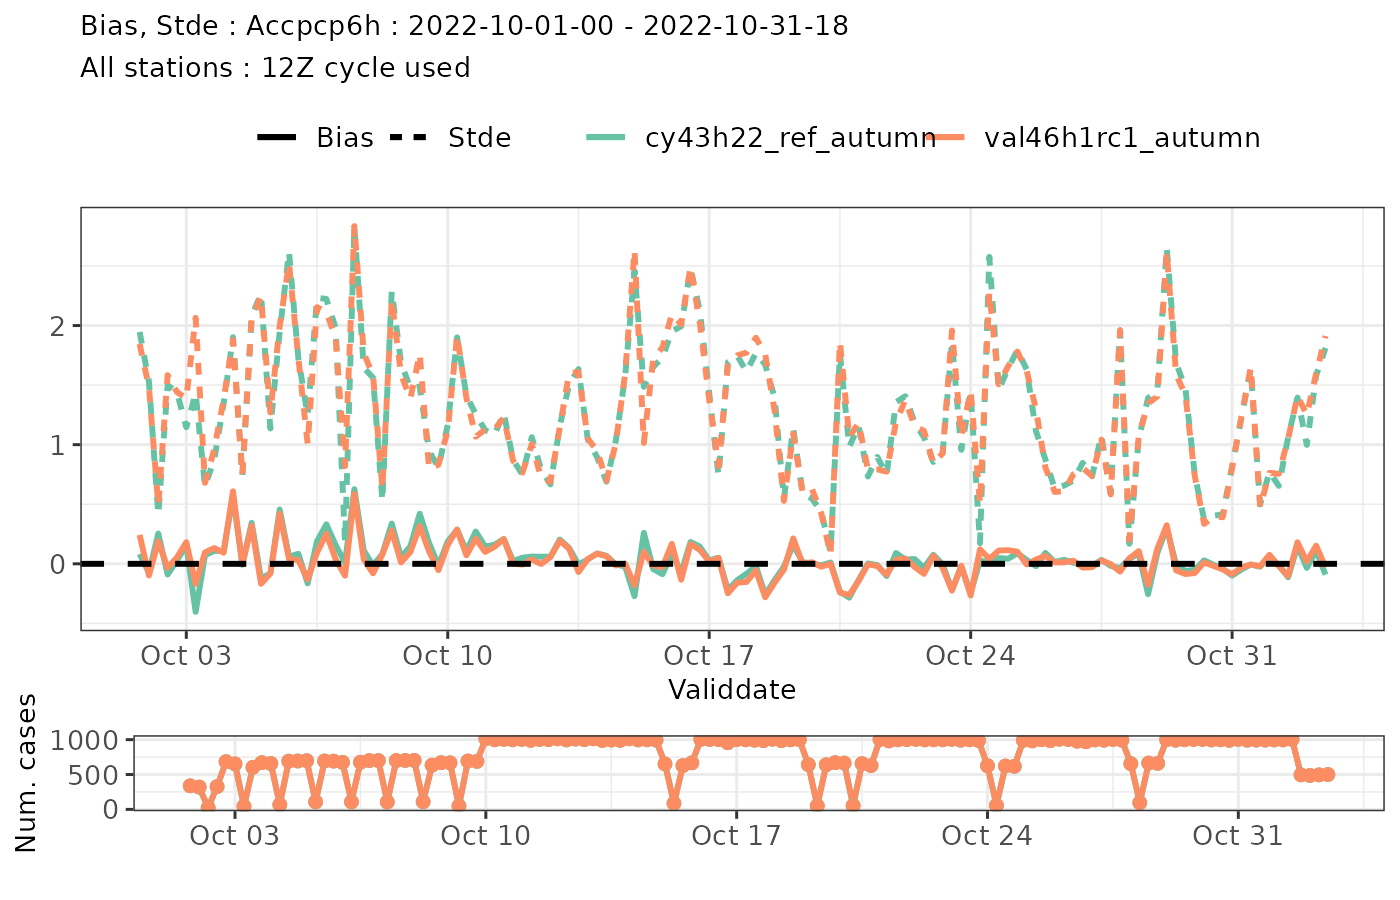 Bias, Stde : Accpcp6h : 2022-10-01-00 - 2022-10-31-18
All stations : 12Z cycle used
Bias Stde cy43h22_ref_autumn val46h1rc1_autumn
2
1
0
Oct 03 Oct 10 Oct 17 Oct 24 Oct 31
Validdate
Num. cases
1000
500
0
Oct 03 Oct 10 Oct 17 Oct 24 Oct 31